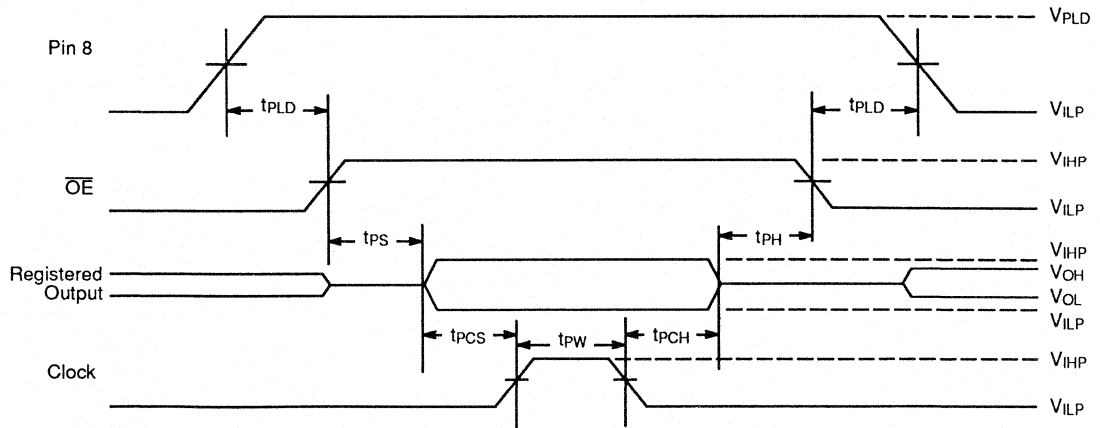 Pin 8
tPLD
tPLD
VPLD
VILP
OE
VIHP
VILP
tPS
tPH
Registered
Output
VIHP
VOH
VOL
VILP
tPCS
tPW
tPCH
Clock
VIHP
VILP